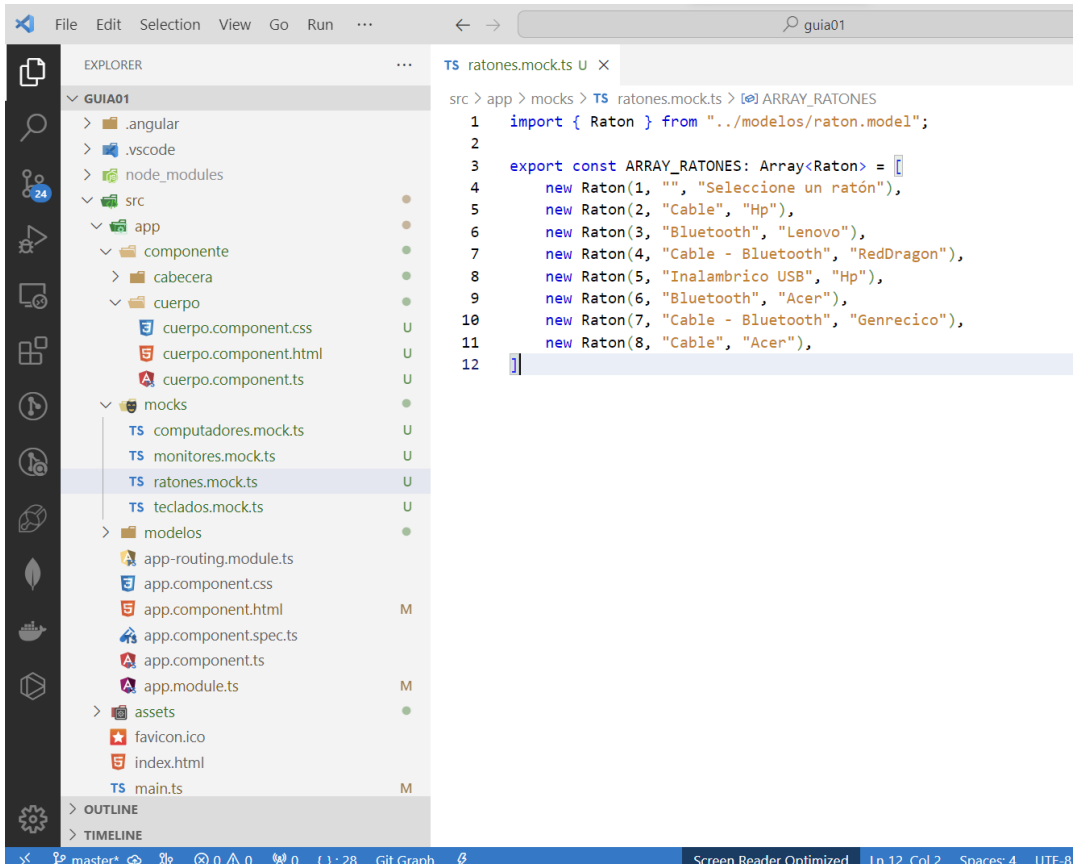 File Edit Selection View Go Run ··· guia01
EXPLORER ···
GUIA01
.angular
.vscode
node_modules
24
src
app
componente
cabecera
cuerpo
cuerpo.component.css U
cuerpo.component.html U
cuerpo.component.ts U
mocks
TS computadores.mock.ts U
TS monitores.mock.ts U
TS ratones.mock.ts U
TS teclados.mock.ts U
modelos
app-routing.module.ts
app.component.css
app.component.html M
app.component.spec.ts
app.component.ts
app.module.ts M
assets
favicon.ico
index.html
TS main.ts M
OUTLINE
TIMELINE
TS ratones.mock.ts U ×
src > app > mocks > TS ratones.mock.ts > ARRAY_RATONES
1 import { Raton } from "../modelos/raton.model";
2
3 export const ARRAY_RATONES: Array<Raton> = [
4 new Raton(1, "", "Seleccione un ratón"),
5 new Raton(2, "Cable", "Hp"),
6 new Raton(3, "Bluetooth", "Lenovo"),
7 new Raton(4, "Cable - Bluetooth", "RedDragon"),
8 new Raton(5, "Inalambrico USB", "Hp"),
9 new Raton(6, "Bluetooth", "Acer"),
10 new Raton(7, "Cable - Bluetooth", "Genrecico"),
11 new Raton(8, "Cable", "Acer"),
12 ]
master* 0 0 0 {.} : 28 Git Graph Screen Reader Optimized Ln 12, Col 2 Spaces: 4 UTF-8